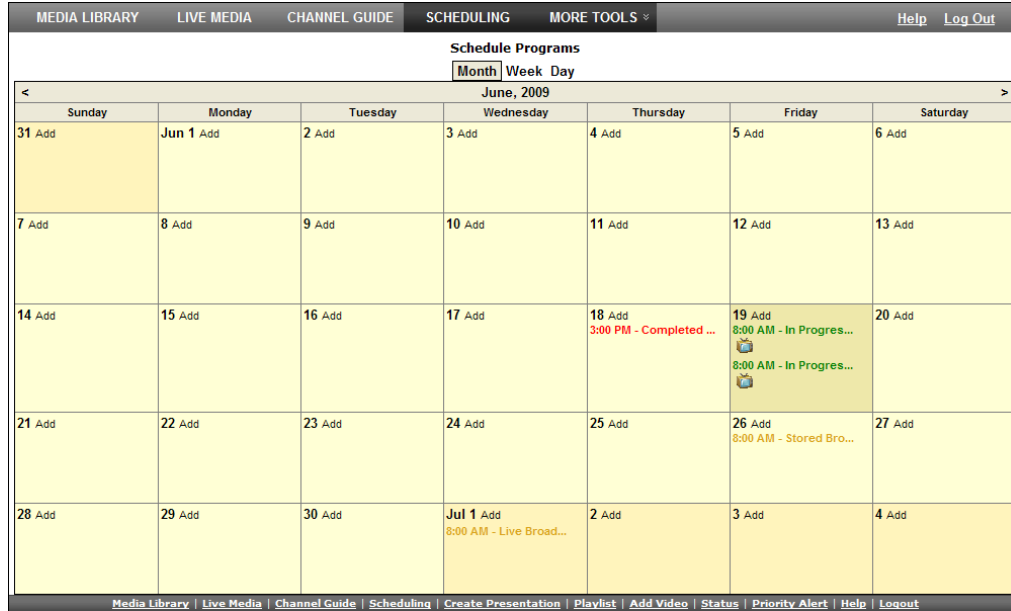 MEDIA LIBRARY LIVE MEDIA CHANNEL GUIDE SCHEDULING MORE TOOLS Help Log Out
Schedule Programs
Month Week Day
< June, 2009 >
Sunday Monday Tuesday Wednesday Thursday Friday Saturday
31 Add Jun 1 Add 2 Add 3 Add 4 Add 5 Add 6 Add
7 Add 8 Add 9 Add 10 Add 11 Add 12 Add 13 Add
14 Add 15 Add 16 Add 17 Add 18 Add 19 Add 20 Add
3:00 PM - Completed ... 8:00 AM - In Progres...
8:00 AM - In Progres...
21 Add 22 Add 23 Add 24 Add 25 Add 26 Add 27 Add
8:00 AM - Stored Bro...
28 Add 29 Add 30 Add Jul 1 Add 2 Add 3 Add 4 Add
8:00 AM - Live Broad...
Media Library | Live Media | Channel Guide | Scheduling | Create Presentation | Playlist | Add Video | Status | Priority Alert | Help | Logout